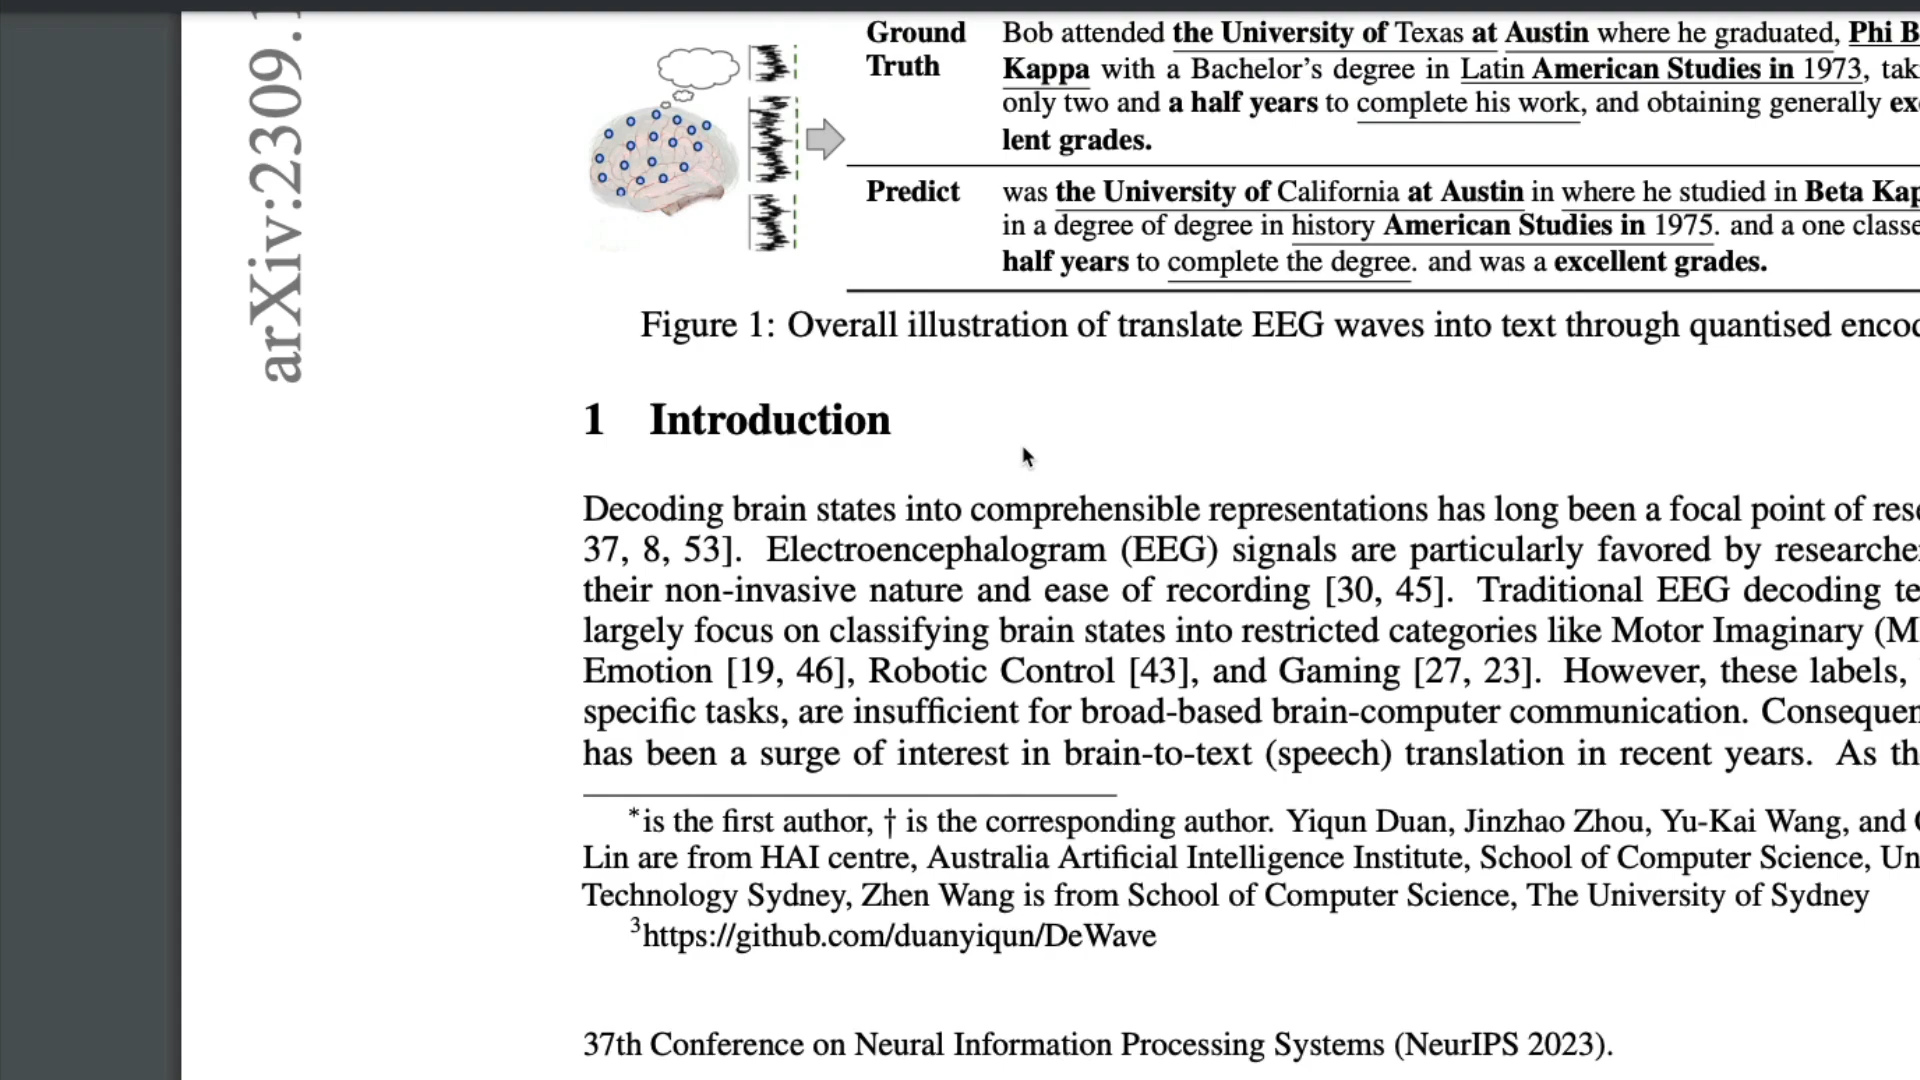 arXiv:2309.
Ground Truth
Bob attended the University of Texas at Austin where he graduated, Phi B
Kappa with a Bachelor’s degree in Latin American Studies in 1973, tak
only two and a half years to complete his work, and obtaining generally ex
lent grades.
Predict
was the University of California at Austin in where he studied in Beta Kap
in a degree of degree in history American Studies in 1975. and a one classe
half years to complete the degree. and was a excellent grades.
Figure 1: Overall illustration of translate EEG waves into text through quantised enco
1 Introduction
Decoding brain states into comprehensible representations has long been a focal point of rese
37, 8, 53]. Electroencephalogram (EEG) signals are particularly favored by researche
their non-invasive nature and ease of recording [30, 45]. Traditional EEG decoding te
largely focus on classifying brain states into restricted categories like Motor Imaginary (M
Emotion [19, 46], Robotic Control [43], and Gaming [27, 23]. However, these labels,
specific tasks, are insufficient for broad-based brain-computer communication. Consequen
has been a surge of interest in brain-to-text (speech) translation in recent years. As th
*is the first author, † is the corresponding author. Yiqun Duan, Jinzhao Zhou, Yu-Kai Wang, and
Lin are from HAI centre, Australia Artificial Intelligence Institute, School of Computer Science, Un
Technology Sydney, Zhen Wang is from School of Computer Science, The University of Sydney
3https://github.com/duanyiqun/DeWave
37th Conference on Neural Information Processing Systems (NeurIPS 2023).